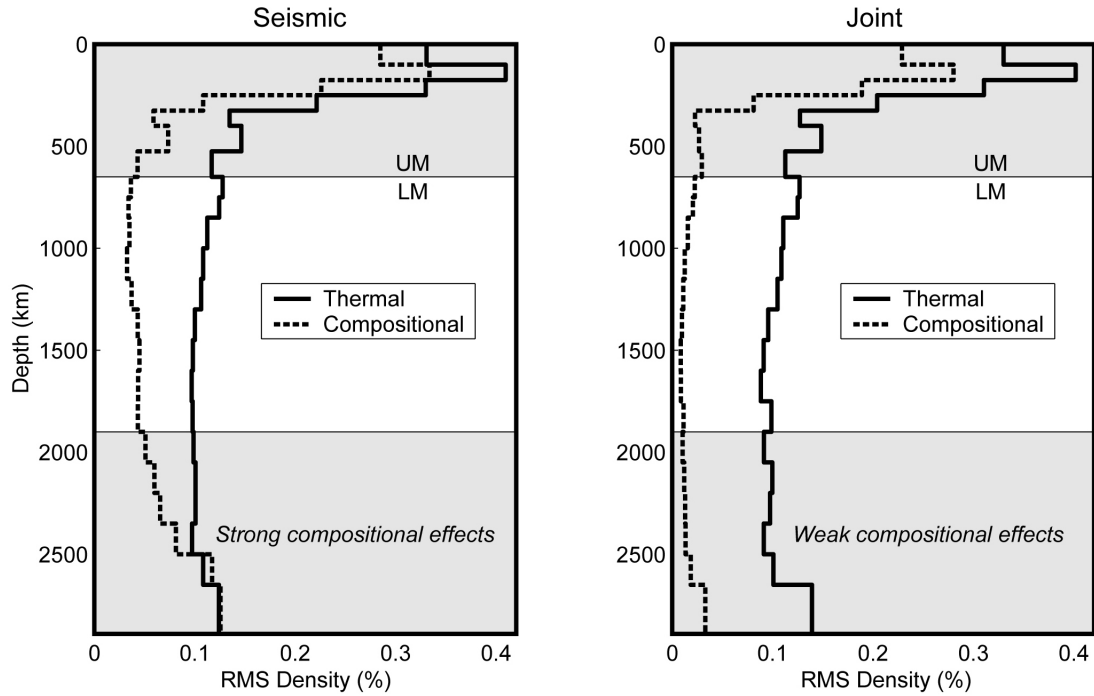 Seismic
0
500
1000
1500
2000
2500
Depth (km)
UM
LM
Thermal
Compositional
Strong compositional effects
0
0.1
0.2
0.3
0.4
RMS Density (%)
Joint
0
500
1000
1500
2000
2500
UM
LM
Thermal
Compositional
Weak compositional effects
0
0.1
0.2
0.3
0.4
RMS Density (%)